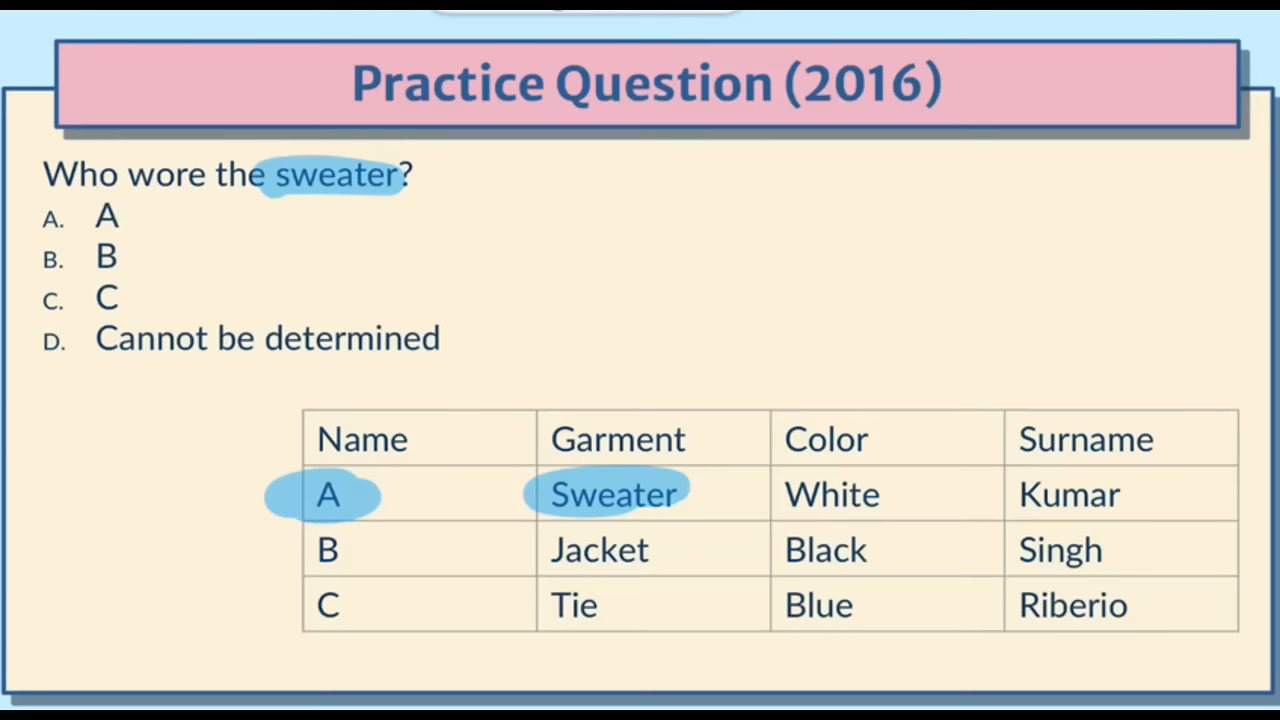 Practice Question (2016)
Who wore the sweater?
A. A
B. B
C. C
D. Cannot be determined
Name Garment Color Surname
A Sweater White Kumar
B Jacket Black Singh
C Tie Blue Riberio